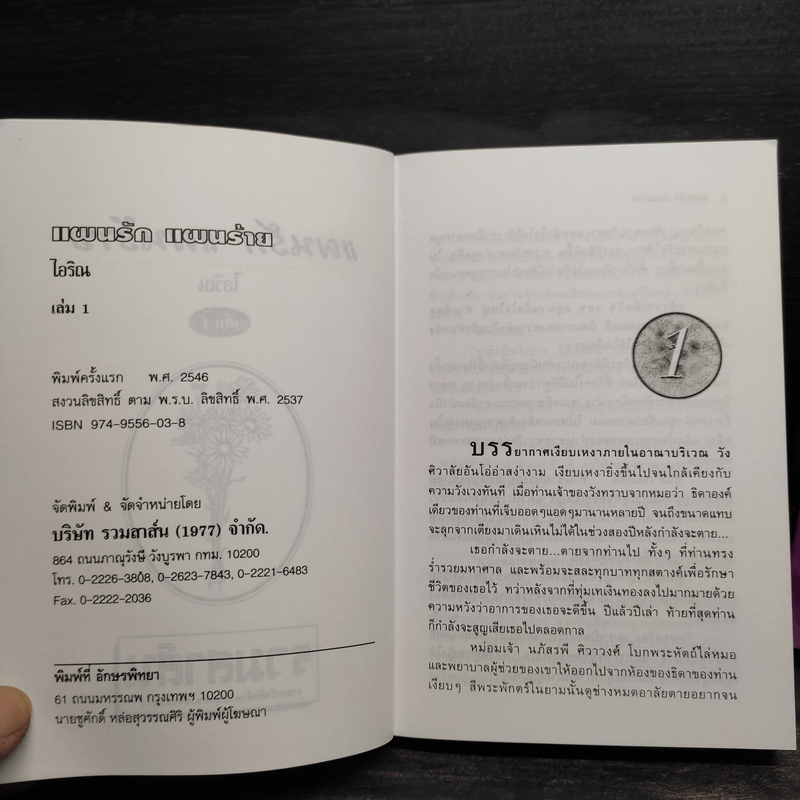 แผนรัก แผนร้าย
ไอริณ
เล่ม 1
พิมพ์ครั้งแรก พ.ศ. 2546
สงวนลิขสิทธิ์ ตาม พ.ร.บ. ลิขสิทธิ์ พ.ศ. 2537
ISBN 974-9556-03-8
จัดพิมพ์ & จัดจำหน่ายโดย
บริษัท รวมสาส์น (1977) จำกัด.
864 ถนนภาณุรังษี วังบูรพา กทม. 10200
โทร. 0-2226-3808, 0-2623-7843, 0-2221-6483
Fax. 0-2222-2036
พิมพ์ที่ อักษรพิทยา
61 ถนนมหรรณพ กรุงเทพฯ 10200
นายชูศักดิ์ หล่อสุวรรณศิริ ผู้พิมพ์ผู้โฆษณา
1
บรรยากาศเงียบเหงาภายในอาณาบริเวณ วัง
ศิวาลัยอันโอ่อ่าสง่างาม เงียบเหงายิ่งขึ้นไปจนใกล้เคียงกับ
ความวังเวงทันที เมื่อท่านเจ้าของวังทราบจากหมอว่า ธิดาองค์
เดียวของท่านที่เจ็บออดๆแอดๆมานานหลายปี จนถึงขนาดแทบ
จะลุกจากเตียงมาเดินเหินไม่ได้ในช่วงสองปีหลังกำลังจะตาย...
เธอกำลังจะตาย...ตายจากท่านไป ทั้งๆ ที่ท่านทรง
ร่ำรวยมหาศาล และพร้อมจะสละทุกบาททุกสตางค์เพื่อรักษา
ชีวิตของเธอไว้ ทว่าหลังจากที่ทุ่มเทเงินทองลงไปมากมายด้วย
ความหวังว่าอาการของเธอจะดีขึ้น ปีแล้วปีเล่า ท้ายที่สุดท่าน
ก็กำลังจะสูญเสียเธอไปตลอดกาล
หม่อมเจ้า นภัสรพี ศิวาวงศ์ โบกพระหัตถ์ไล่หมอ
และพยาบาลผู้ช่วยของเขาให้ออกไปจากห้องของธิดาของท่าน
เงียบๆ สีพระพักตร์ในยามนั้นดูช่างหมดอาลัยตายอยากจน